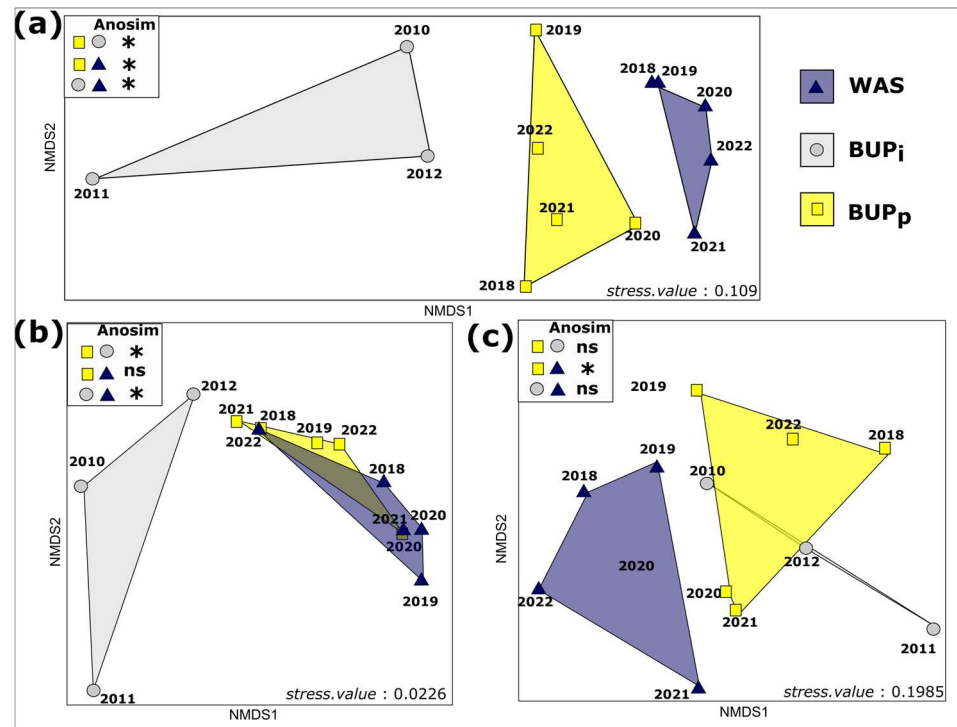 (a)
Anosim
*
*
*
2010
2011
2012
2019
2022
2021
2020
2018
2018 2019
2020
2022
2021
NMDS2
NMDS1
stress.value : 0.109
WAS
BUPi
BUPp
(b)
Anosim
*
ns
*
2012
2010
2011
2021
2018
2022
2019
2022
2018
2021
2020
2020
2019
NMDS2
NMDS1
stress.value : 0.0226
(c)
Anosim
ns
*
ns
2019
2022
2018
2019
2018
2010
2012
2020
2022
2020
2021
2011
2021
NMDS2
NMDS1
stress.value : 0.1985